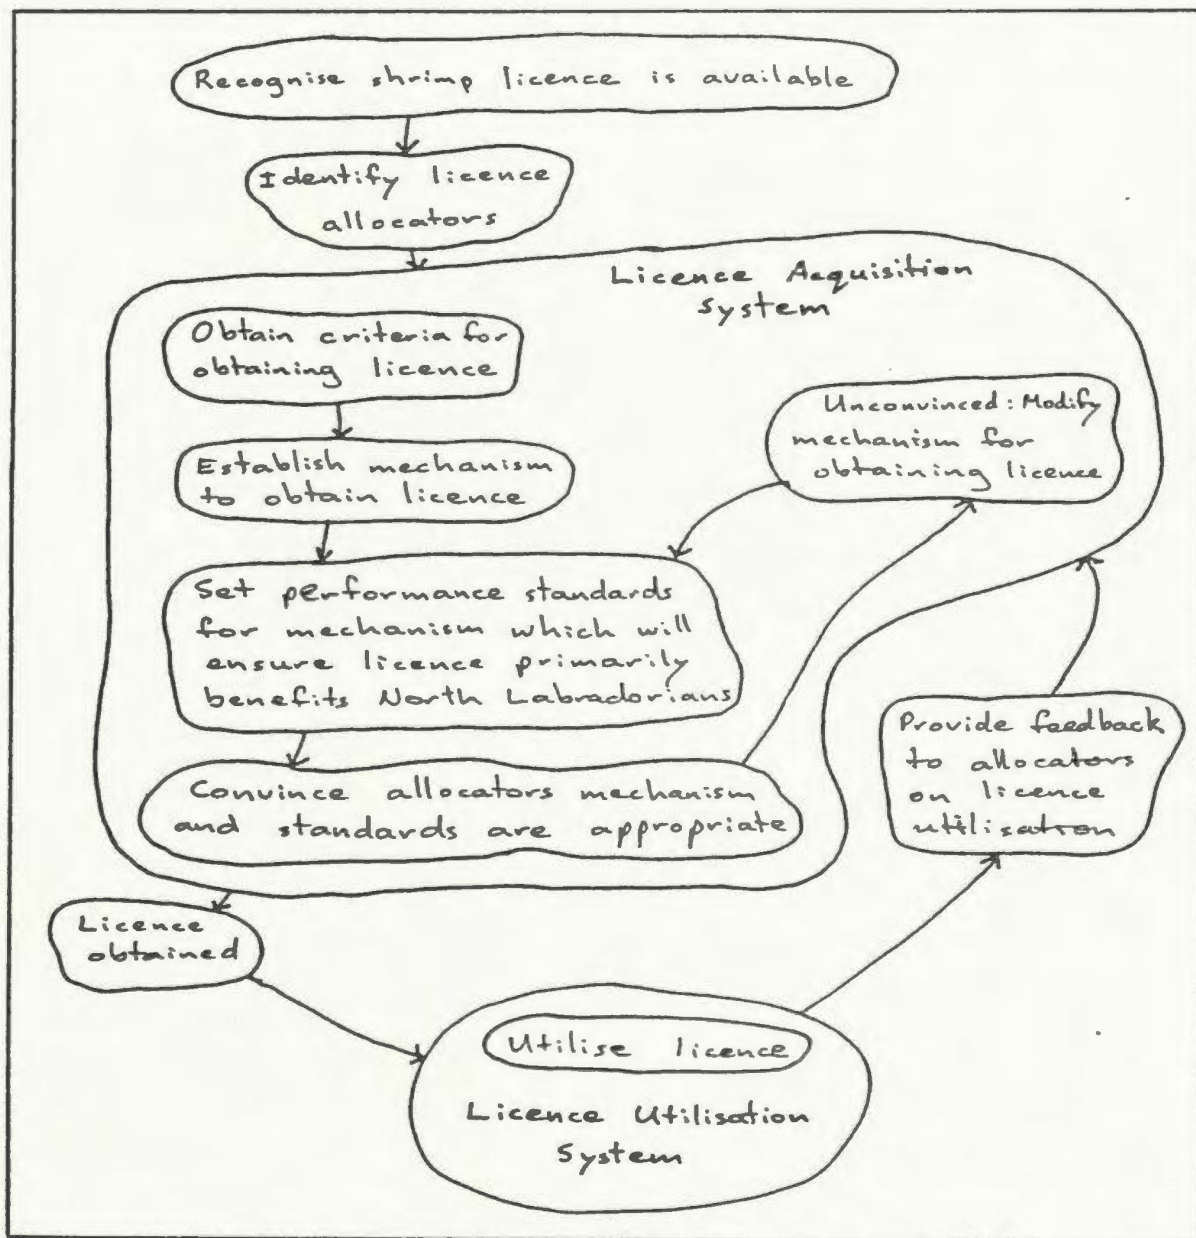 Recognise shrimp licence is available
Identify licence
allocators
Licence Acquisition
System
Obtain criteria for
obtaining licence
Establish mechanism
to obtain licence
Unconvinced: Modify
mechanism for
obtaining licence
Set performance standards
for mechanism which will
ensure licence primarily
benefits North Labradorians
Convince allocators mechanism
and standards are appropriate
Provide feedback
to allocators
on licence
utilisation
Licence
obtained
Utilise licence
Licence Utilisation
System